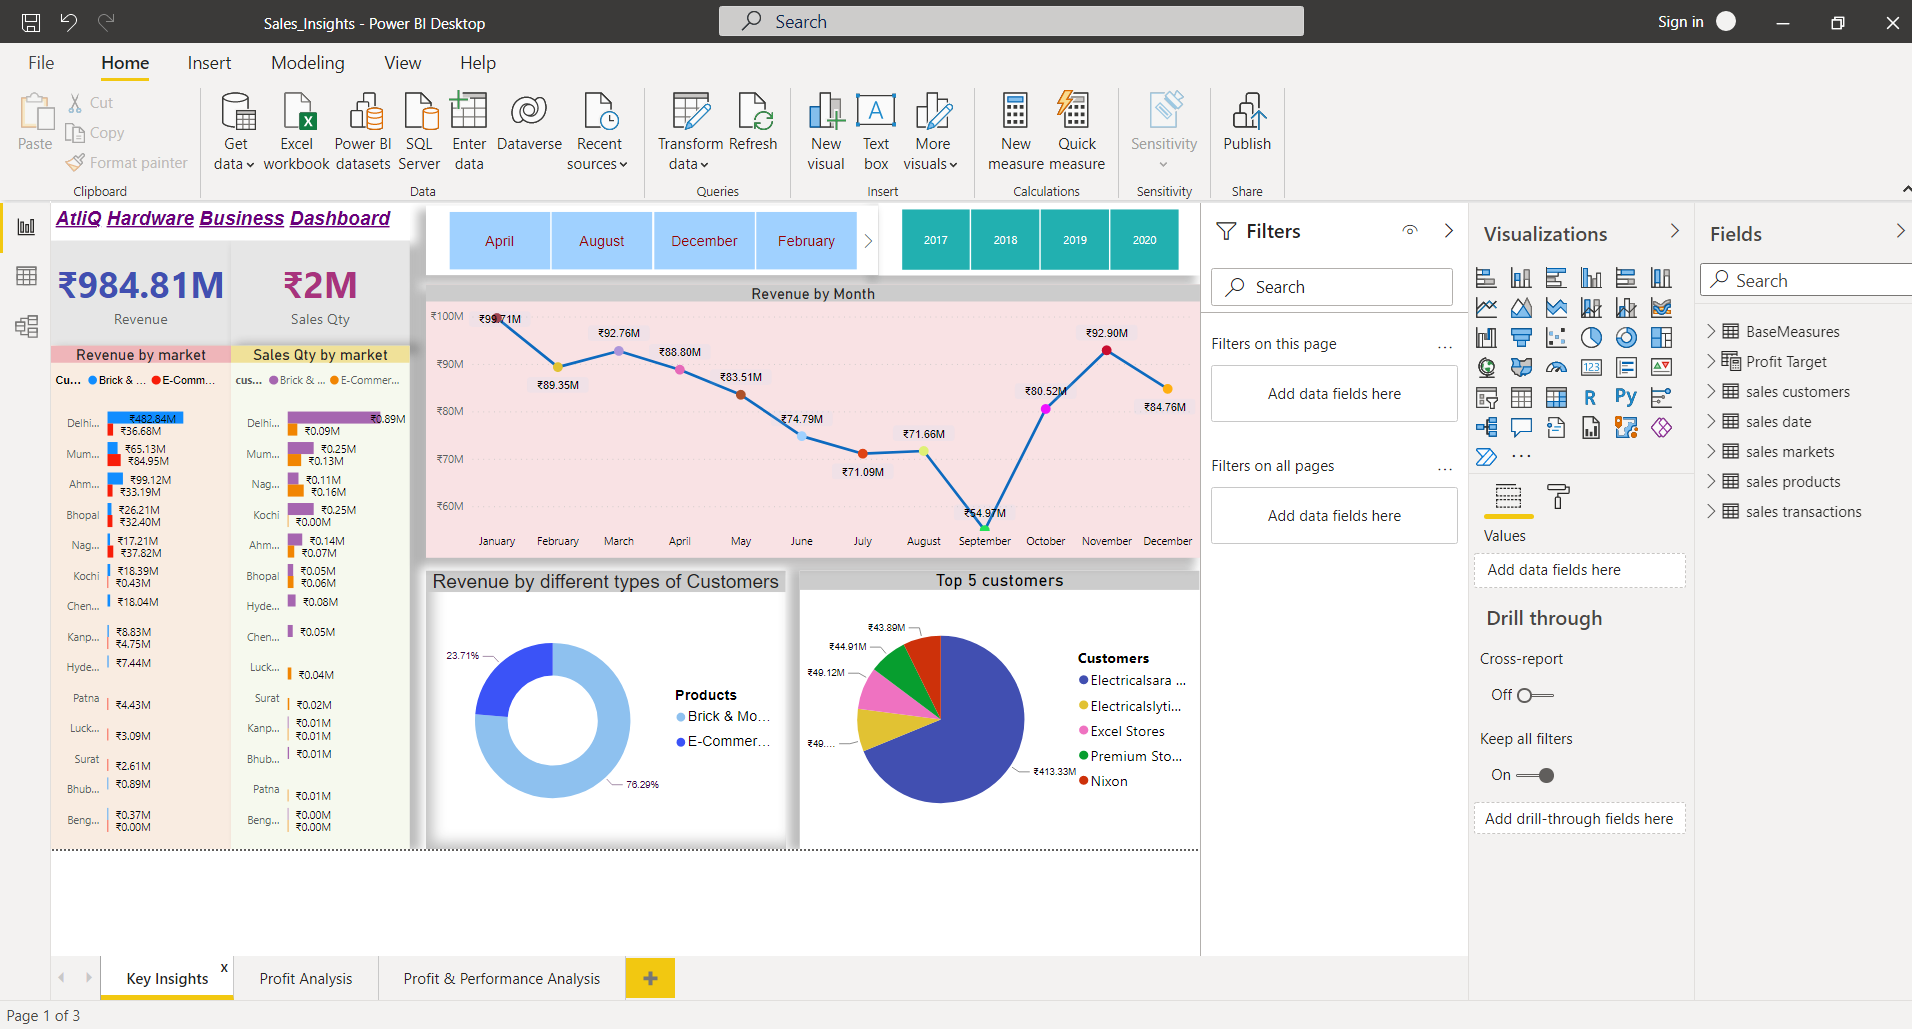 Sales_Insights - Power BI Desktop
Search
Sign in
File Home Insert Modeling View Help
Paste
Cut
Copy
Format painter
Clipboard
Get data
Excel workbook
Power BI datasets
SQL Server
Enter data
Dataverse
Recent sources
Data
Transform data
Refresh
Queries
New visual
Text box
More visuals
Insert
New measure
Quick measure
Calculations
Sensitivity
Sensitivity
Publish
Share
AtliQ Hardware Business Dashboard
₹984.81M
Revenue
₹2M
Sales Qty
April August December February
2017 2018 2019 2020
Revenue by market
Cu... Brick & ... E-Comm...
Delhi... ₹482.84M ₹36.68M
Mum... ₹65.13M ₹84.95M
Ahm... ₹99.12M ₹33.19M
Bhopal ₹26.21M ₹32.40M
Nag... ₹17.21M ₹37.82M
Kochi ₹18.39M ₹0.43M
Chen... ₹18.04M
Kanp... ₹8.83M ₹4.75M
Hyde... ₹7.44M
Patna ₹4.43M
Luck... ₹3.09M
Surat ₹2.61M
Bhub... ₹0.89M
Beng... ₹0.37M ₹0.00M
Sales Qty by market
cus... Brick & ... E-Commer...
Delhi... ₹0.89M ₹0.09M
Mum... ₹0.25M ₹0.13M
Nag... ₹0.11M ₹0.16M
Kochi ₹0.25M ₹0.00M
Ahm... ₹0.14M ₹0.07M
Bhopal ₹0.05M ₹0.06M
Hyde... ₹0.08M
Chen... ₹0.05M
Luck... ₹0.04M
Surat ₹0.02M
Kanp... ₹0.01M ₹0.01M
Bhub... ₹0.01M
Patna ₹0.01M
Beng... ₹0.00M ₹0.00M
Revenue by Month
₹100M
₹90M
₹80M
₹70M
₹60M
₹99.71M ₹89.35M ₹92.76M ₹88.80M ₹83.51M ₹74.79M ₹71.09M ₹71.66M ₹54.97M ₹80.52M ₹92.90M ₹84.76M
January February March April May June July August September October November December
Revenue by different types of Customers
23.71%
76.29%
Products
Brick & Mo...
E-Commer...
Top 5 customers
₹43.89M
₹44.91M
₹49.12M
₹49....
₹413.33M
Customers
Electricalsara ...
Electricalslyti...
Excel Stores
Premium Sto...
Nixon
Filters
Search
Filters on this page ...
Add data fields here
Filters on all pages ...
Add data fields here
Visualizations
123
R Py
...
Values
Add data fields here
Drill through
Cross-report
Off
Keep all filters
On
Add drill-through fields here
Fields
Search
BaseMeasures
Profit Target
sales customers
sales date
sales markets
sales products
sales transactions
Key Insights x
Profit Analysis
Profit & Performance Analysis
+
Page 1 of 3